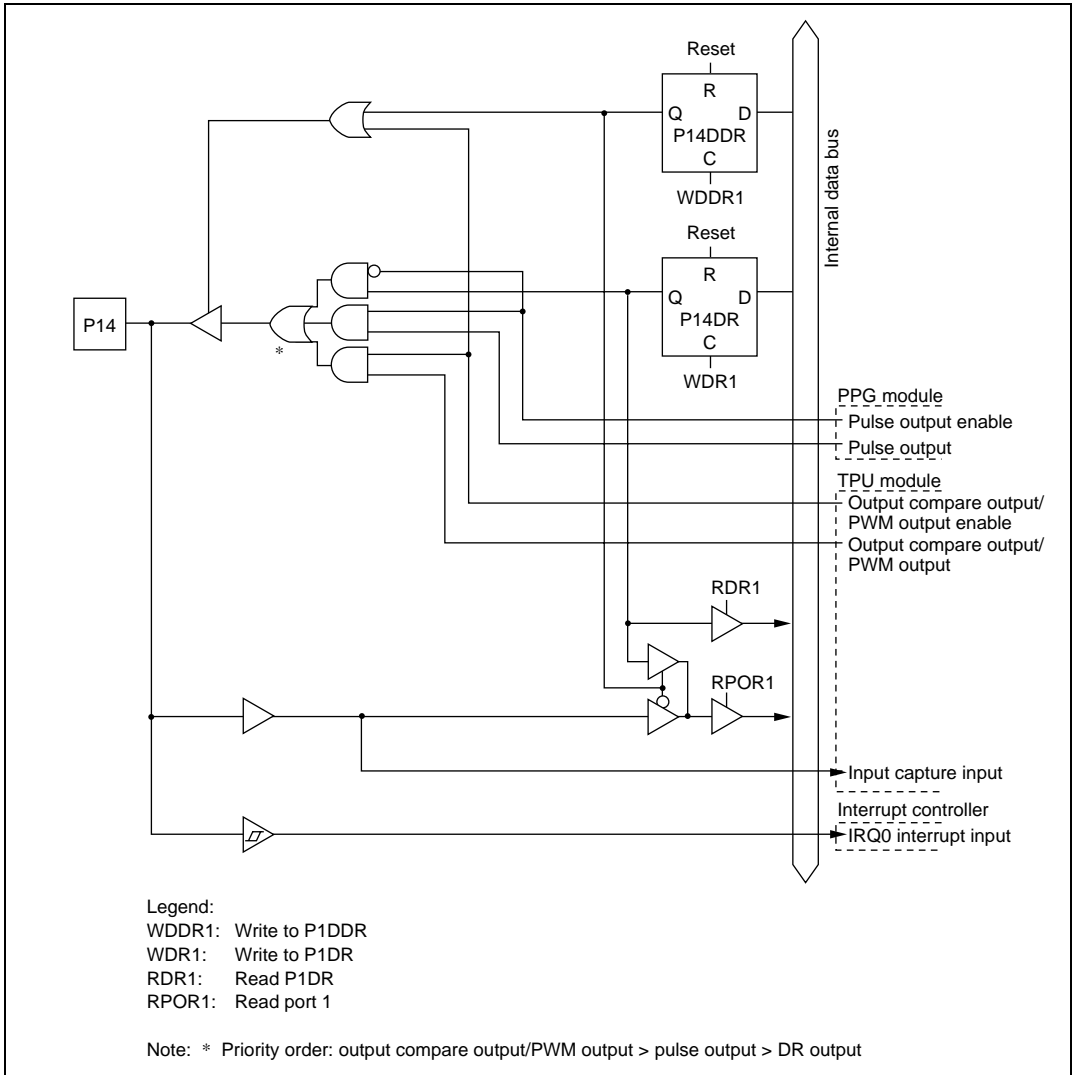 Reset
R
Q D
P14DDR
C
WDDR1
Internal data bus
Reset
R
Q D
P14DR
C
WDR1
P14
*
PPG module
Pulse output enable
Pulse output
TPU module
Output compare output/
PWM output enable
Output compare output/
PWM output
RDR1
RPOR1
Input capture input
Interrupt controller
IRQ0 interrupt input
Legend:
WDDR1: Write to P1DDR
WDR1: Write to P1DR
RDR1: Read P1DR
RPOR1: Read port 1
Note: * Priority order: output compare output/PWM output > pulse output > DR output